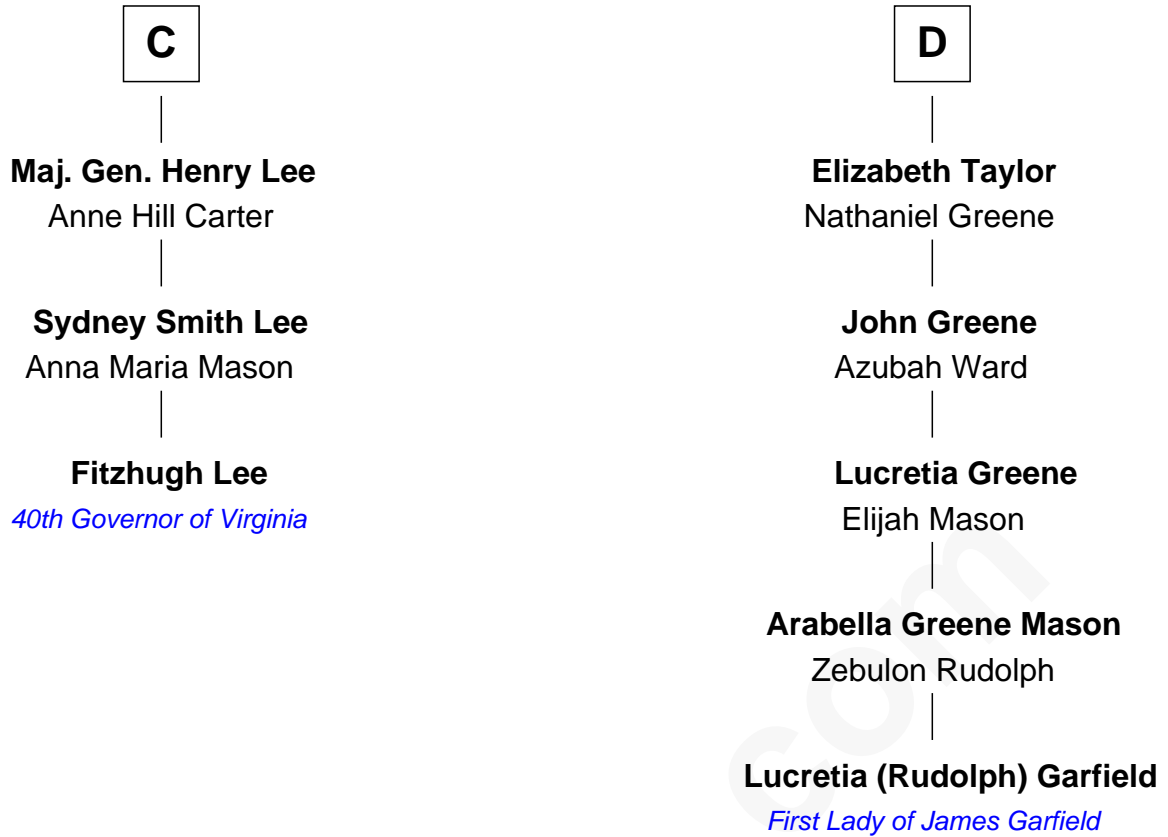 C
Maj. Gen. Henry Lee
Anne Hill Carter
Sydney Smith Lee
Anna Maria Mason
Fitzhugh Lee
40th Governor of Virginia
D
Elizabeth Taylor
Nathaniel Greene
John Greene
Azubah Ward
Lucretia Greene
Elijah Mason
Arabella Greene Mason
Zebulon Rudolph
Lucretia (Rudolph) Garfield
First Lady of James Garfield
com